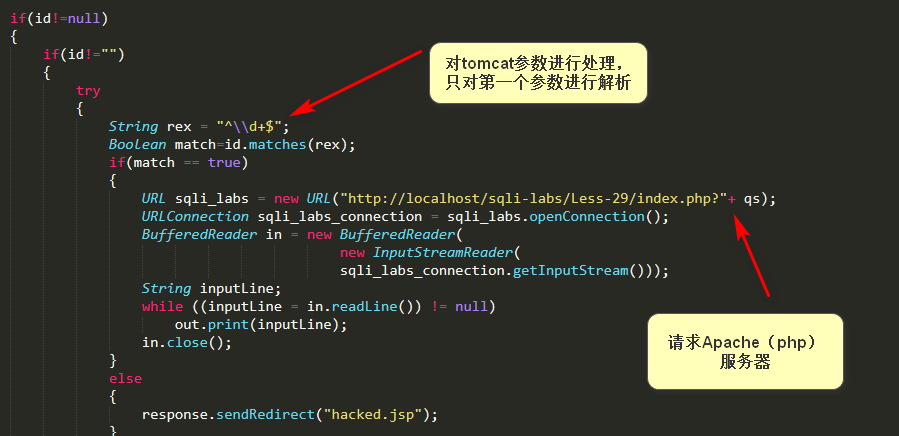 if(id!=null)
{
if(id!="")
{
try
{
String rex = "^\\d+$";
Boolean match=id.matches(rex);
if(match == true)
{
URL sqli_labs = new URL("http://localhost/sqli-labs/Less-29/index.php?"+ qs);
URLConnection sqli_labs_connection = sqli_labs.openConnection();
BufferedReader in = new BufferedReader(
new InputStreamReader(
sqli_labs_connection.getInputStream()));
String inputLine;
while ((inputLine = in.readLine()) != null)
out.print(inputLine);
in.close();
}
else
{
response.sendRedirect("hacked.jsp");
}
对tomcat参数进行处理，
只对第一个参数进行解析
请求Apache（php）
服务器